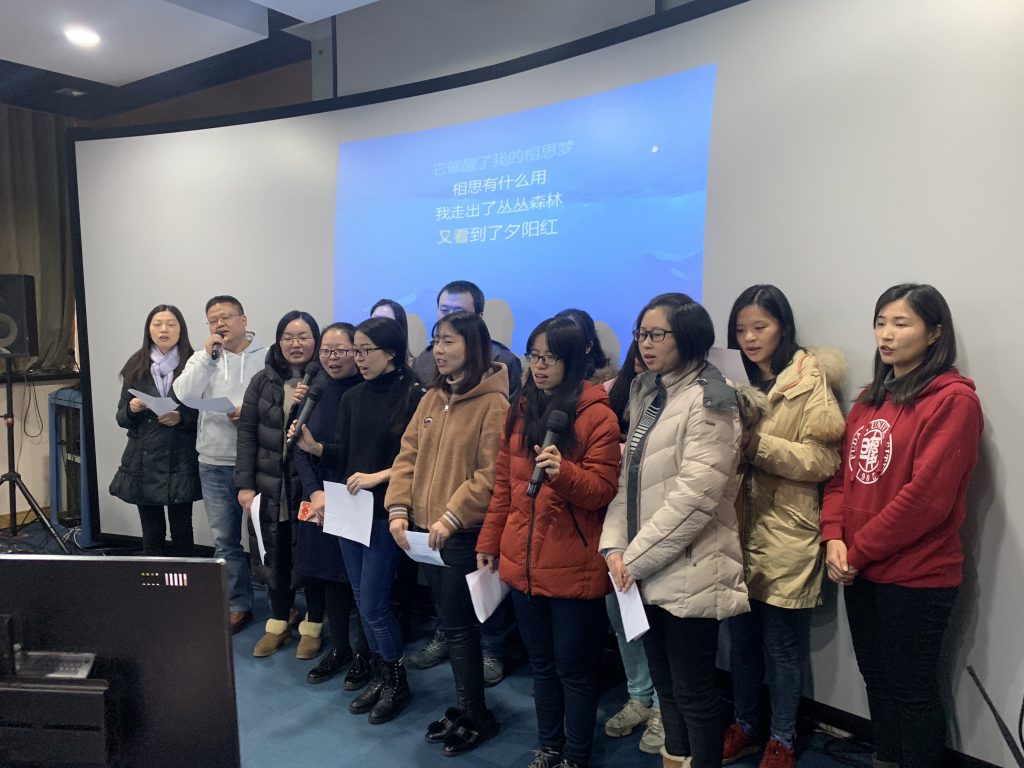 它催醒了我的相思梦
相思有什么用
我走出了丛丛森林
又看到了夕阳红